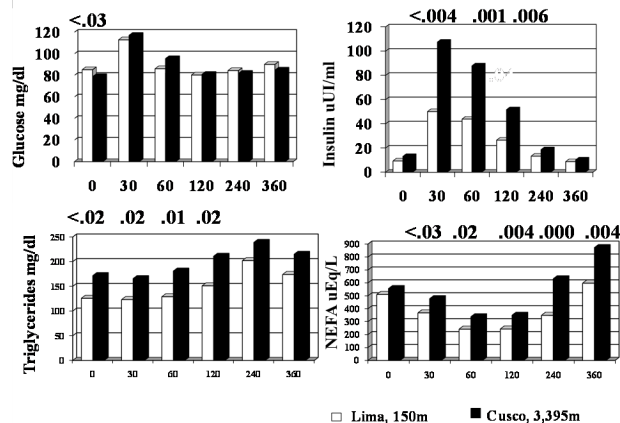 <.03
Glucose mg/dl
120
100
80
60
40
20
0
0 30 60 120 240 360
<.004 .001 .006
Insulin uUI/ml
120
100
80
60
40
20
0
0 30 60 120 240 360
<.02 .02 .01 .02
Triglycerides mg/dl
250
200
150
100
50
0
0 30 60 120 240 360
<.03 .02 .004 .000 .004
NEFA uEq/L
900
800
700
600
500
400
300
200
100
0
0 30 60 120 240 360
Lima, 150m Cusco, 3,395m